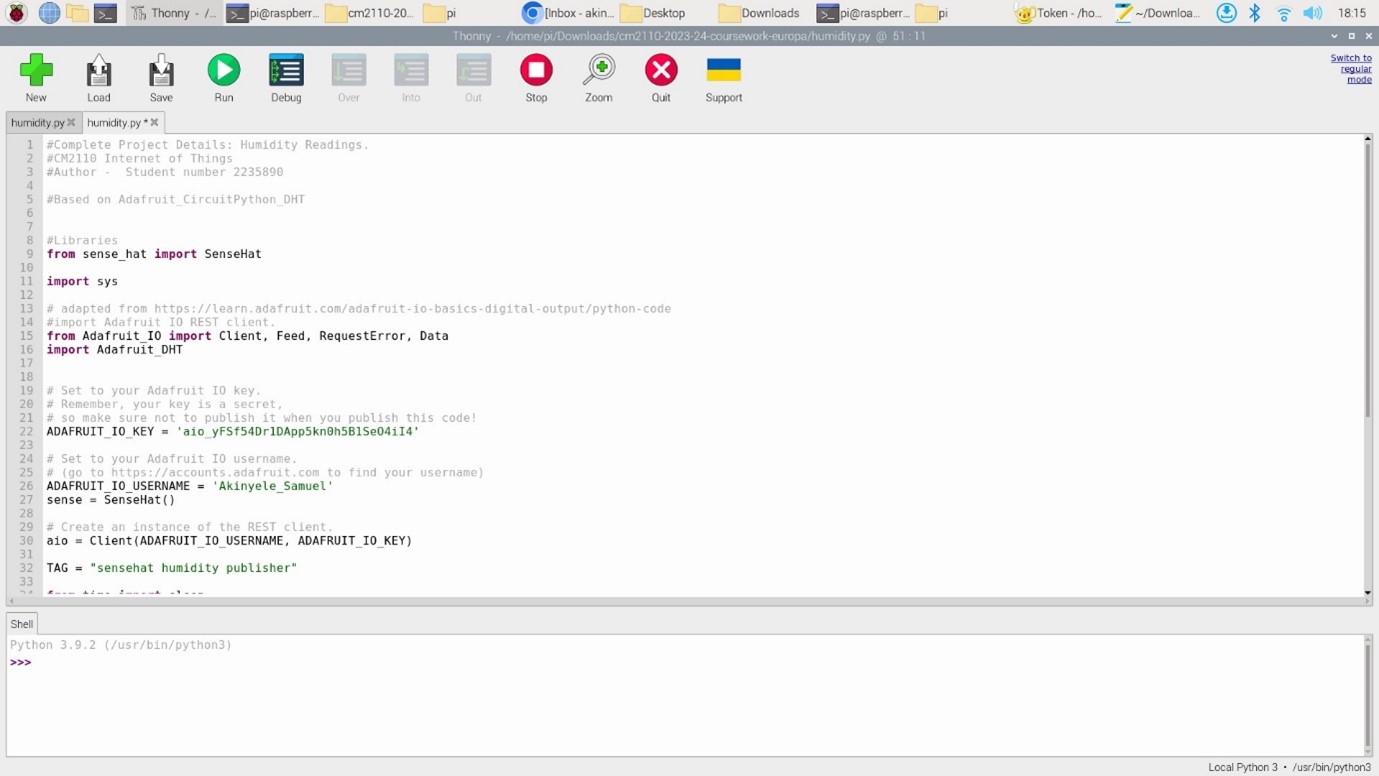 Thonny - /...
pi@raspberr...
cm2110-20...
pi
[Inbox - akin...
Desktop
Downloads
pi@raspberr...
pi
Token - /ho...
~/Downloa...
18:15
Thonny - /home/pi/Downloads/cm2110-2023-24-coursework-europa/humidity.py @ 51 : 11
New
Load
Save
Run
Debug
Over
Into
Out
Stop
Zoom
Quit
Support
Switch to
regular
mode
humidity.py
humidity.py *
1 #Complete Project Details: Humidity Readings.
2 #CM2110 Internet of Things
3 #Author -  Student number 2235890
4
5 #Based on Adafruit_CircuitPython_DHT
6
7
8 #Libraries
9 from sense_hat import SenseHat
10
11 import sys
12
13 # adapted from https://learn.adafruit.com/adafruit-io-basics-digital-output/python-code
14 #import Adafruit IO REST client.
15 from Adafruit_IO import Client, Feed, RequestError, Data
16 import Adafruit_DHT
17
18
19 # Set to your Adafruit IO key.
20 # Remember, your key is a secret,
21 # so make sure not to publish it when you publish this code!
22 ADAFRUIT_IO_KEY = 'aio_yFSf54Dr1DApp5kn0h5B1SeO4iI4'
23
24 # Set to your Adafruit IO username.
25 # (go to https://accounts.adafruit.com to find your username)
26 ADAFRUIT_IO_USERNAME = 'Akinyele_Samuel'
27 sense = SenseHat()
28
29 # Create an instance of the REST client.
30 aio = Client(ADAFRUIT_IO_USERNAME, ADAFRUIT_IO_KEY)
31
32 TAG = "sensehat humidity publisher"
33
34 from time import sleep
Shell
Python 3.9.2 (/usr/bin/python3)
>>>
Local Python 3 • /usr/bin/python3